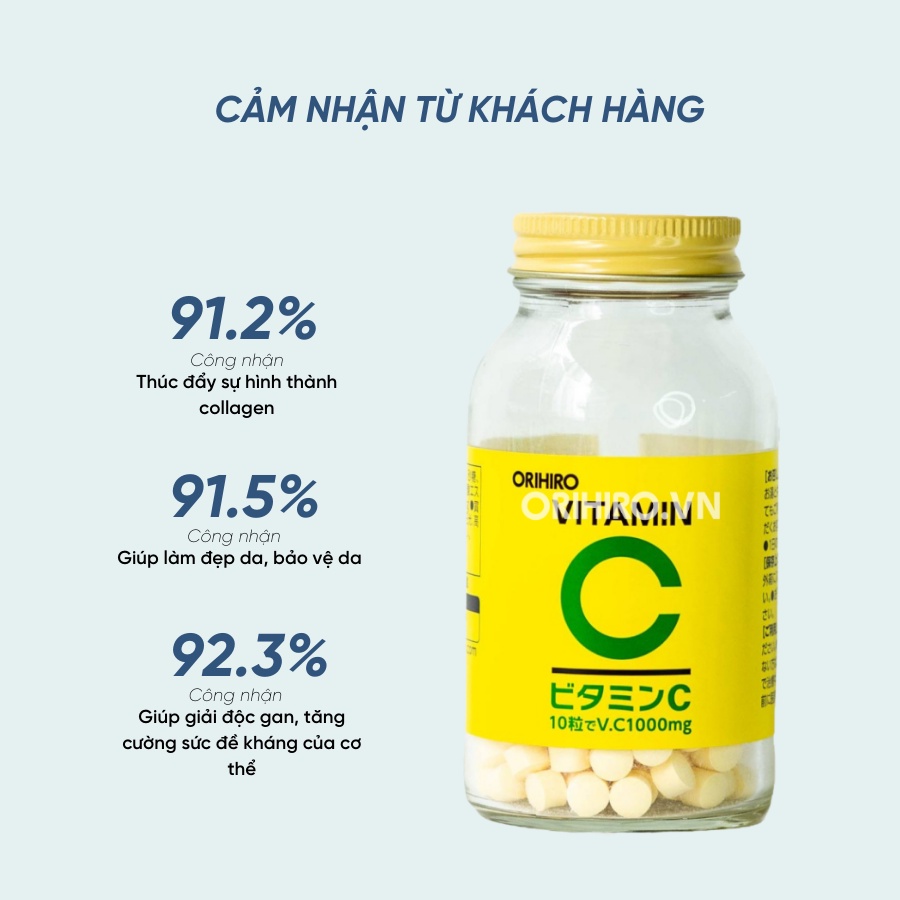 CẢM NHẬN TỪ KHÁCH HÀNG
91.2%
Công nhận
Thúc đẩy sự hình thành
collagen
91.5%
Công nhận
Giúp làm đẹp da, bảo vệ da
92.3%
Công nhận
Giúp giải độc gan, tăng
cường sức đề kháng của cơ
thể
ORIHIRO
ORIHIRO.VN
VITAMIN
C
ビタミンC
10粒でV.C1000mg